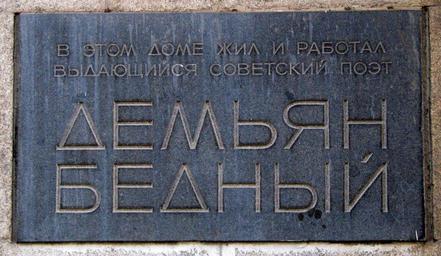 В ЭТОМ ДОМЕ ЖИЛ И РАБОТАЛ
ВЫДАЮЩИЙСЯ СОВЕТСКИЙ ПОЭТ
ДЕМЬЯН
БЕДНЫЙ